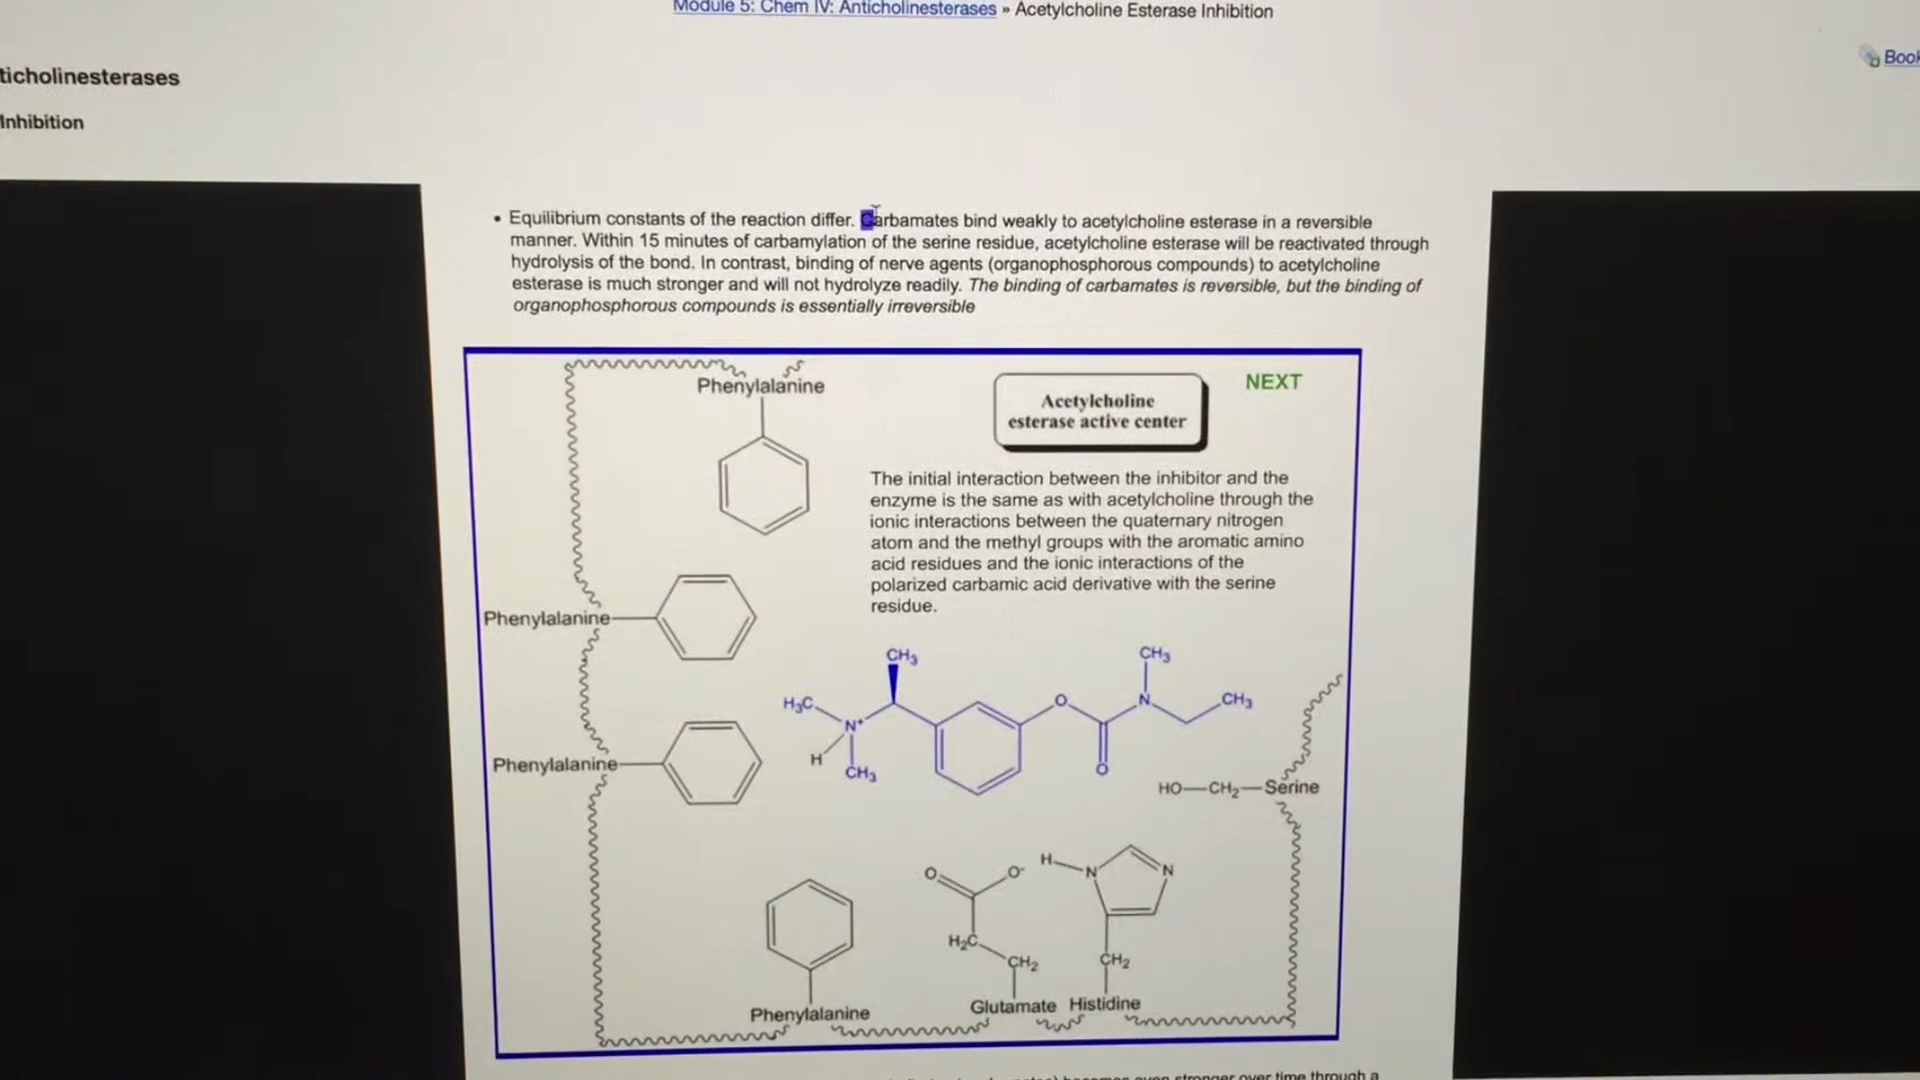 Module 5: Chem IV: Anticholinesterases » Acetylcholine Esterase Inhibition
Book
ticholinesterases
Inhibition
• Equilibrium constants of the reaction differ. Carbamates bind weakly to acetylcholine esterase in a reversible
manner. Within 15 minutes of carbamylation of the serine residue, acetylcholine esterase will be reactivated through
hydrolysis of the bond. In contrast, binding of nerve agents (organophosphorous compounds) to acetylcholine
esterase is much stronger and will not hydrolyze readily. The binding of carbamates is reversible, but the binding of
organophosphorous compounds is essentially irreversible
Phenylalanine
NEXT
Acetylcholine
esterase active center
The initial interaction between the inhibitor and the
enzyme is the same as with acetylcholine through the
ionic interactions between the quaternary nitrogen
atom and the methyl groups with the aromatic amino
acid residues and the ionic interactions of the
polarized carbamic acid derivative with the serine
residue.
Phenylalanine
CH₃
CH₃
H₃C
N⁺
O
N
CH₃
H
CH₃
O
Phenylalanine
HO—CH₂—Serine
O
O⁻
H
N
N
H₂C
CH₂
CH₂
Phenylalanine
Glutamate
Histidine
stronger over time through a